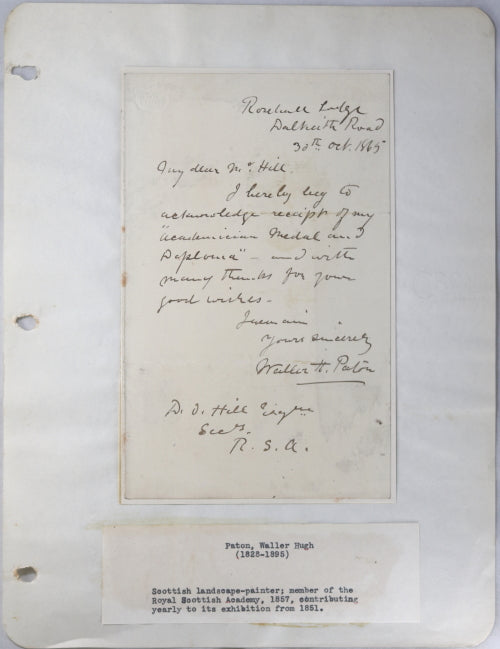 Rosehill Lodge
Dalkeith Road
30th Oct. 1865
My dear Mr. Hill.
I hereby beg to
acknowledge receipt of my
"Academician Medal and
Diploma" - and with
many thanks for your
good wishes -
I remain
Yours sincerely
Waller H. Paton
D. O. Hill Esqre
Secy.
R. S. A.
Paton, Waller Hugh
(1828-1895)
Scottish landscape-painter; member of the
Royal Scottish Academy, 1857, contributing
yearly to its exhibition from 1851.